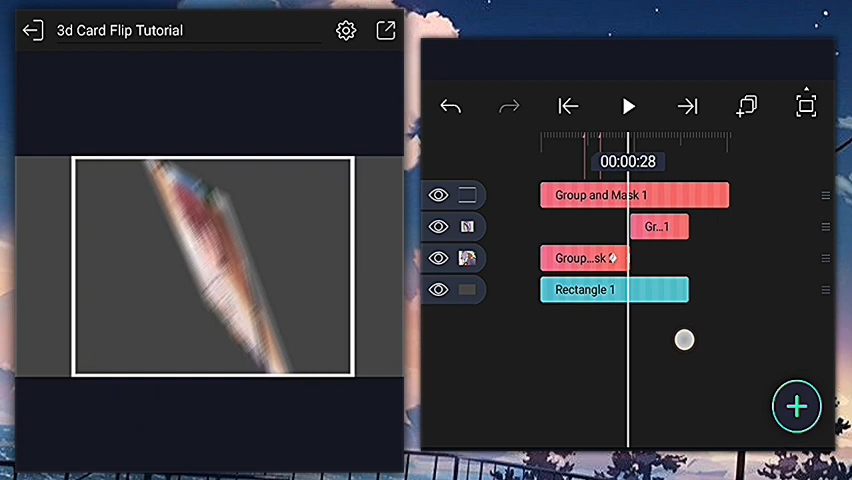 3d Card Flip Tutorial
00:00:28
Group and Mask 1
Gr...1
Group...sk
Rectangle 1